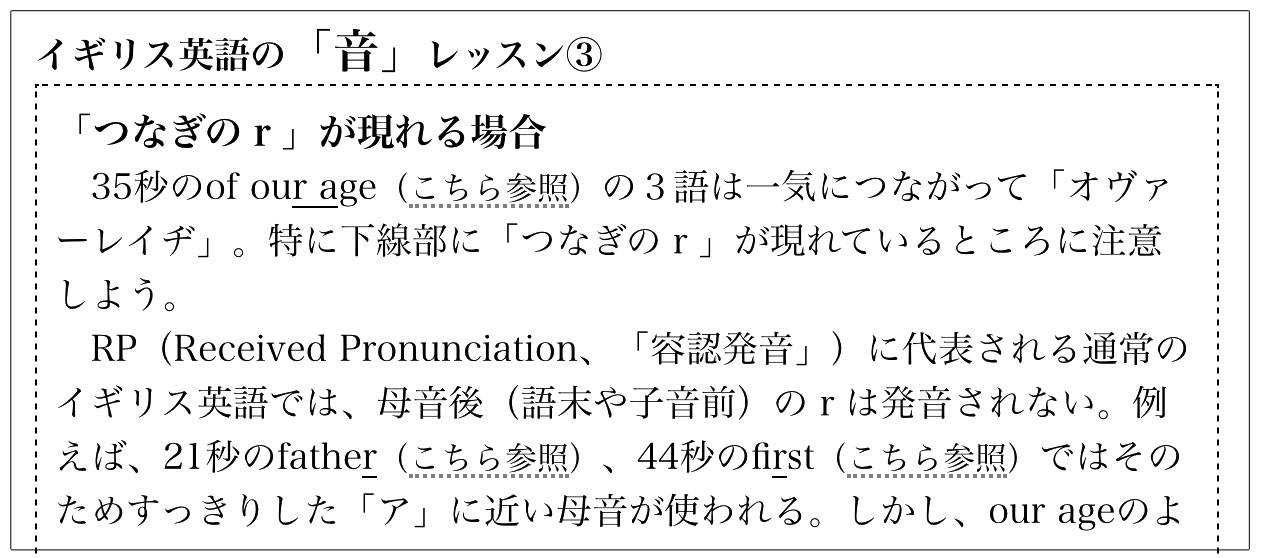 イギリス英語の「音」レッスン③
「つなぎの r 」が現れる場合
35秒のof our age（こちら参照）の３語は一気につながって「オヴァ
ーレイヂ」。特に下線部に「つなぎの r 」が現れているところに注意
しよう。
RP（Received Pronunciation、「容認発音」）に代表される通常の
イギリス英語では、母音後（語末や子音前）の r は発音されない。例
えば、21秒のfather（こちら参照）、44秒のfirst（こちら参照）ではその
ためすっきりした「ア」に近い母音が使われる。しかし、our ageのよ